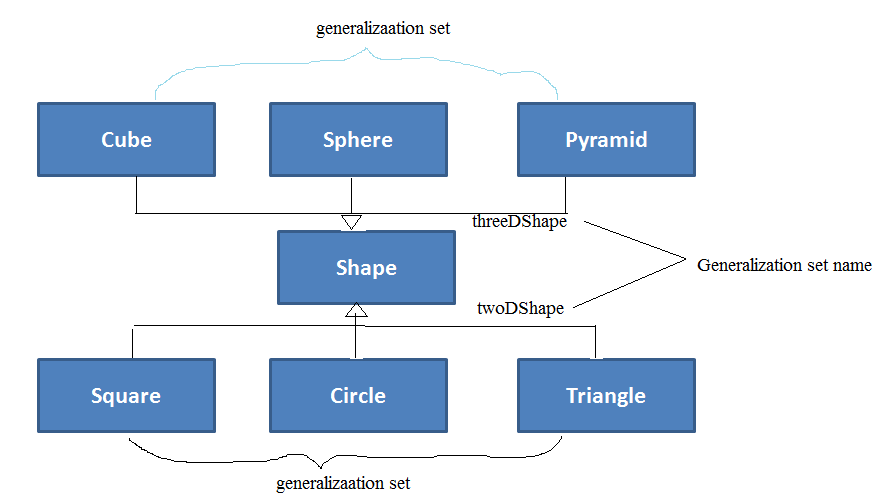 generalizaation set
Cube
Sphere
Pyramid
threeDShape
Shape
Generalization set name
twoDShape
Square
Circle
Triangle
generalizaation set